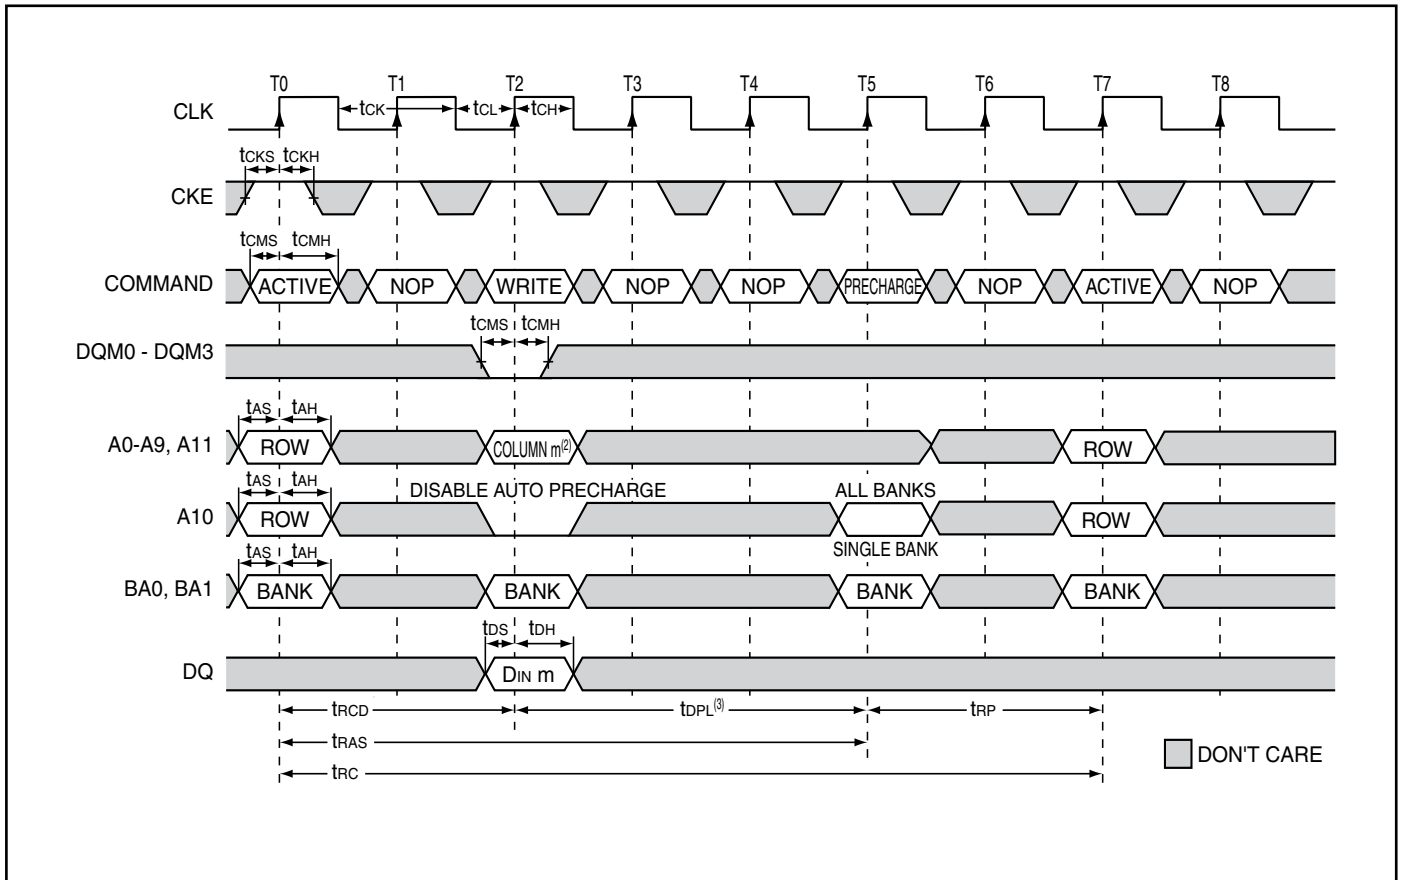 T0 T1 T2 T3 T4 T5 T6 T7 T8
CLK tCK tCL tCH
tCKS tCKH
CKE
tCMS tCMH
COMMAND ACTIVE NOP WRITE NOP NOP PRECHARGE NOP ACTIVE NOP
tCMS tCMH
DQM0 - DQM3
tAS tAH
A0-A9, A11 ROW COLUMN m(2) ROW
tAS tAH DISABLE AUTO PRECHARGE ALL BANKS
A10 ROW ROW
tAS tAH SINGLE BANK
BA0, BA1 BANK BANK BANK BANK
tDS tDH
DQ DIN m
tRCD tDPL(3) tRP
tRAS
DON'T CARE
tRC